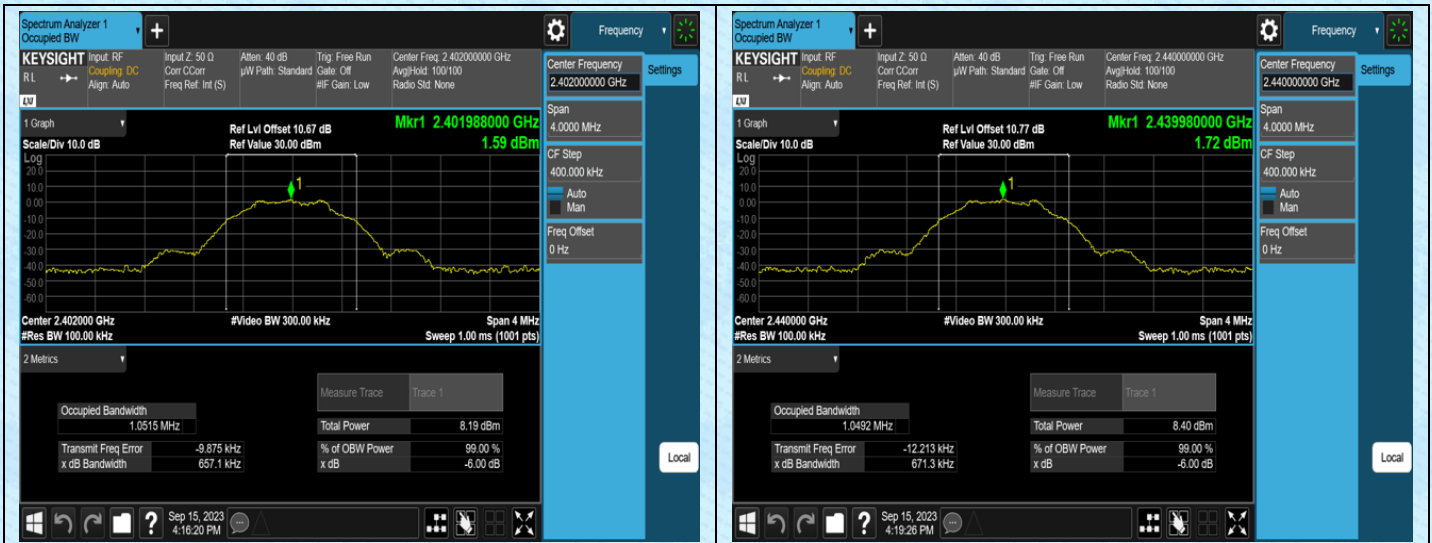 Spectrum Analyzer 1
Occupied BW
+
Frequency
KEYSIGHT
Input: RF
Input Z: 50 Ω
Atten: 40 dB
Trig: Free Run
Center Freq: 2.402000000 GHz
RL
Coupling: DC
Corr CCorr
µW Path: Standard
Gate: Off
Avg|Hold: 100/100
Align: Auto
Freq Ref: Int (S)
#IF Gain: Low
Radio Std: None
LXI
Center Frequency
2.402000000 GHz
Settings
Span
4.0000 MHz
CF Step
400.000 kHz
Auto
Man
Freq Offset
0 Hz
Local
1 Graph
Ref Lvl Offset 10.67 dB
Mkr1 2.401988000 GHz
Scale/Div 10.0 dB
Ref Value 30.00 dBm
1.59 dBm
Log
20.0
10.0
0.00
-10.0
-20.0
-30.0
-40.0
-50.0
-60.0
1
Center 2.402000 GHz
#Video BW 300.00 kHz
Span 4 MHz
#Res BW 100.00 kHz
Sweep 1.00 ms (1001 pts)
2 Metrics
Measure Trace
Trace 1
Occupied Bandwidth
1.0515 MHz
Total Power
8.19 dBm
Transmit Freq Error
-9.875 kHz
% of OBW Power
99.00 %
x dB Bandwidth
657.1 kHz
x dB
-6.00 dB
?
Sep 15, 2023
4:16:20 PM
Spectrum Analyzer 1
Occupied BW
+
Frequency
KEYSIGHT
Input: RF
Input Z: 50 Ω
Atten: 40 dB
Trig: Free Run
Center Freq: 2.440000000 GHz
RL
Coupling: DC
Corr CCorr
µW Path: Standard
Gate: Off
Avg|Hold: 100/100
Align: Auto
Freq Ref: Int (S)
#IF Gain: Low
Radio Std: None
LXI
Center Frequency
2.440000000 GHz
Settings
Span
4.0000 MHz
CF Step
400.000 kHz
Auto
Man
Freq Offset
0 Hz
Local
1 Graph
Ref Lvl Offset 10.77 dB
Mkr1 2.439980000 GHz
Scale/Div 10.0 dB
Ref Value 30.00 dBm
1.72 dBm
Log
20.0
10.0
0.00
-10.0
-20.0
-30.0
-40.0
-50.0
-60.0
1
Center 2.440000 GHz
#Video BW 300.00 kHz
Span 4 MHz
#Res BW 100.00 kHz
Sweep 1.00 ms (1001 pts)
2 Metrics
Measure Trace
Trace 1
Occupied Bandwidth
1.0492 MHz
Total Power
8.40 dBm
Transmit Freq Error
-12.213 kHz
% of OBW Power
99.00 %
x dB Bandwidth
671.3 kHz
x dB
-6.00 dB
?
Sep 15, 2023
4:19:26 PM